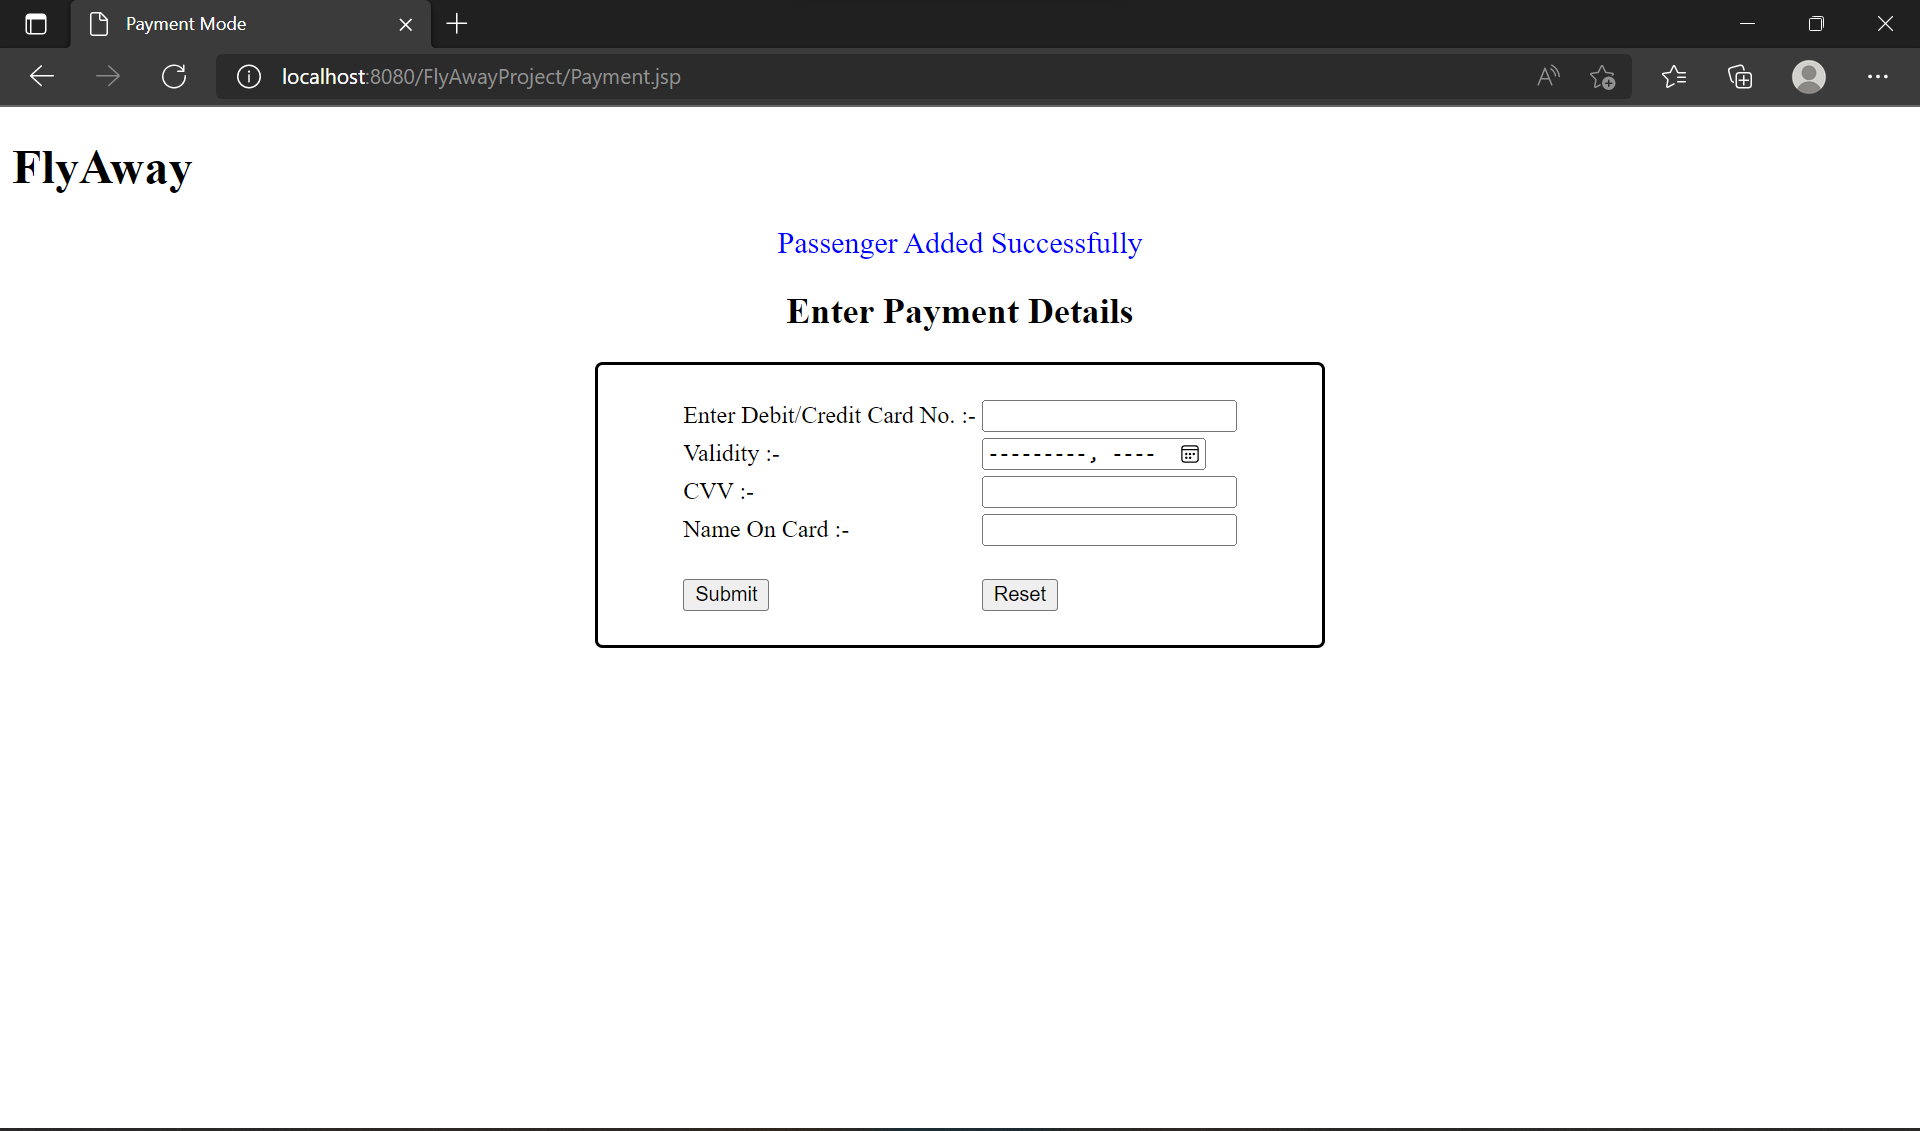 Payment Mode
localhost:8080/FlyAwayProject/Payment.jsp
FlyAway
Passenger Added Successfully
Enter Payment Details
Enter Debit/Credit Card No. :-
Validity :- ---------, ----
CVV :-
Name On Card :-
Submit Reset